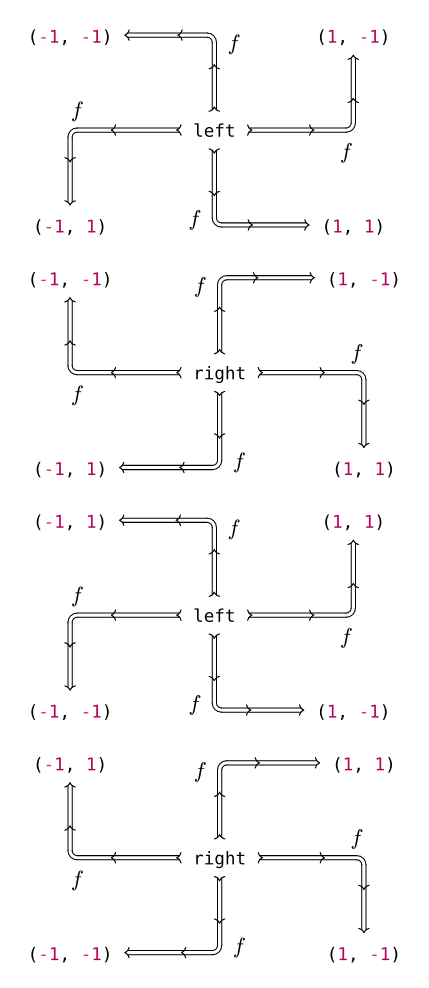 (-1, -1) f (1, -1)
f left f
(-1, 1) f (1, 1)
(-1, -1) f (1, -1)
f right f
(-1, 1) f (1, 1)
(-1, 1) f (1, 1)
f left f
(-1, -1) f (1, -1)
(-1, 1) f (1, 1)
f right f
(-1, -1) f (1, -1)